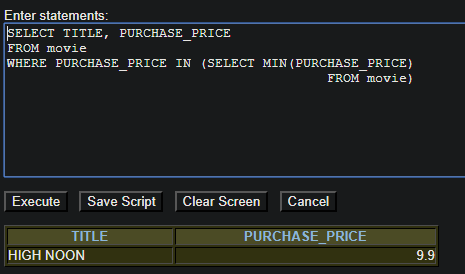 Enter statements:
SELECT TITLE, PURCHASE_PRICE
FROM movie
WHERE PURCHASE_PRICE IN (SELECT MIN(PURCHASE_PRICE)
FROM movie)
Execute Save Script Clear Screen Cancel
TITLE PURCHASE_PRICE
HIGH NOON 9.9